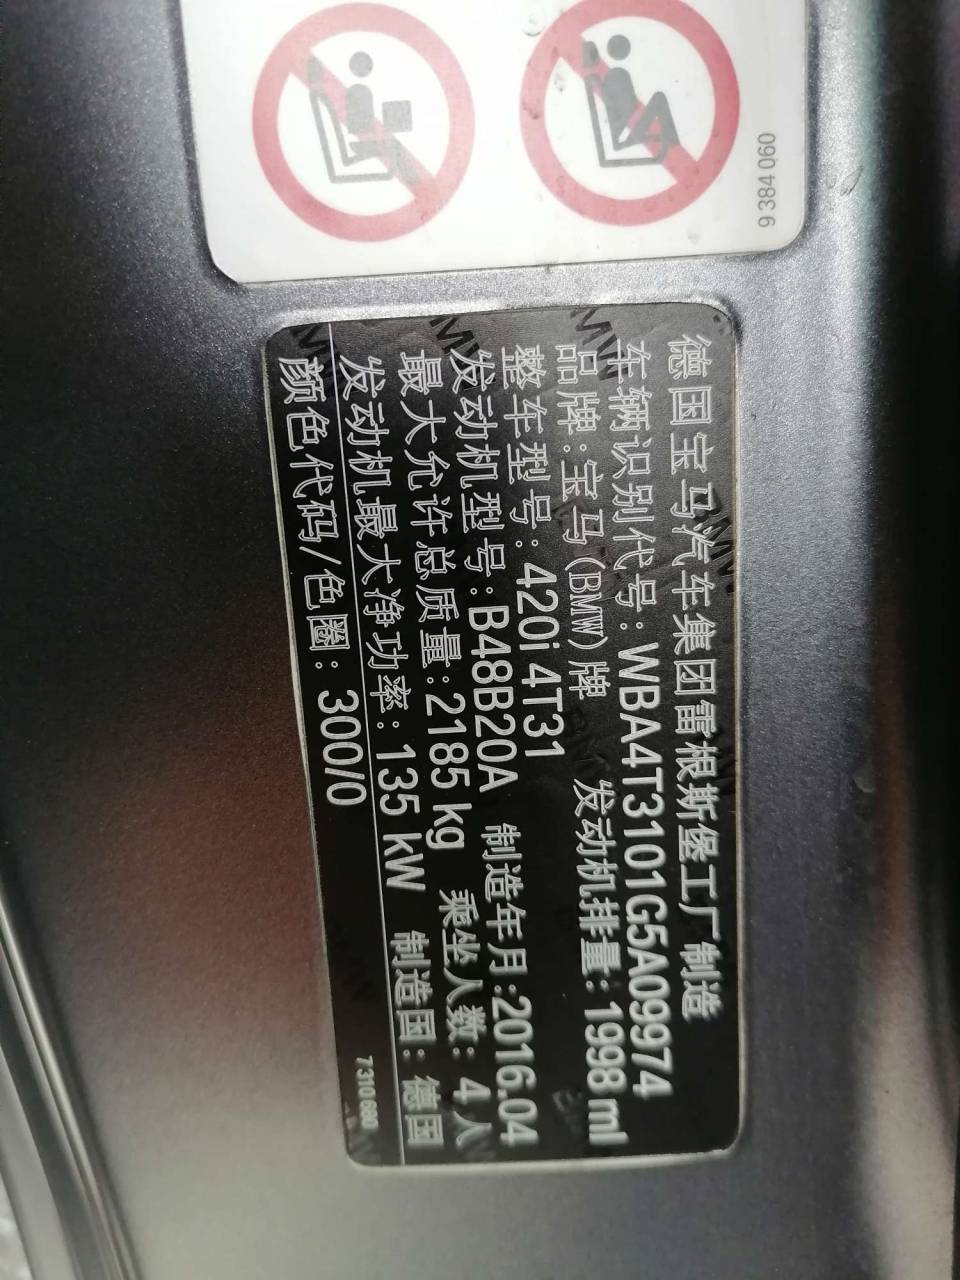 9 384 060
德国宝马汽车集团雷根斯堡工厂制造
车辆识别代号：WBA4T3101G5A09974
品牌：宝马(BMW)牌 发动机排量：1998 ml
整车型号：420i 4T31 制造年月：2016.04
发动机型号：B48B20A 乘坐人数：4人
最大允许总质量：2185 kg 制造国：德国
发动机最大净功率：135 kW
颜色代码/色圈：300/0
7 310 680